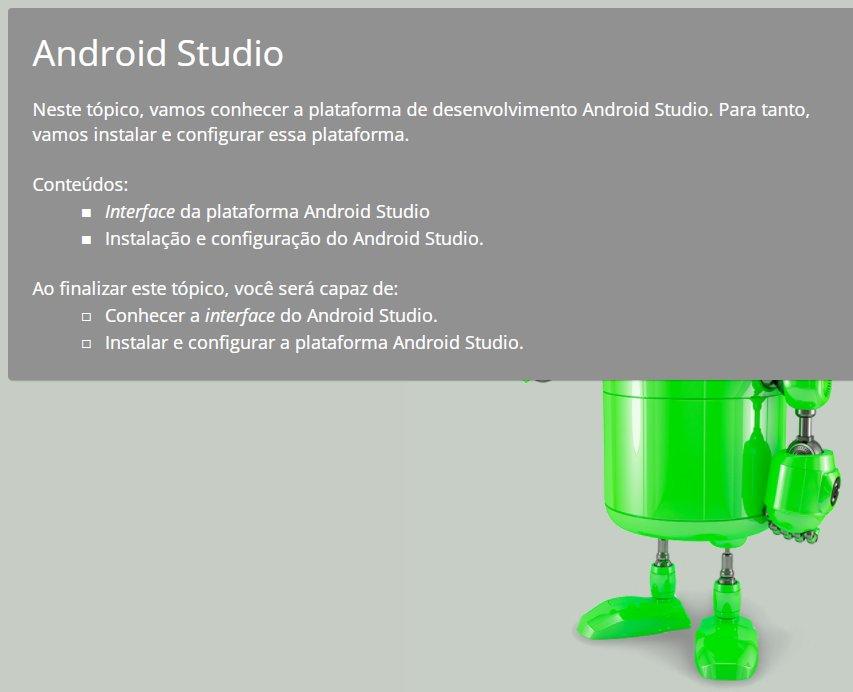 Android Studio
Neste tópico, vamos conhecer a plataforma de desenvolvimento Android Studio. Para tanto,
vamos instalar e configurar essa plataforma.
Conteúdos:
▪ Interface da plataforma Android Studio
▪ Instalação e configuração do Android Studio.
Ao finalizar este tópico, você será capaz de:
▫ Conhecer a interface do Android Studio.
▫ Instalar e configurar a plataforma Android Studio.